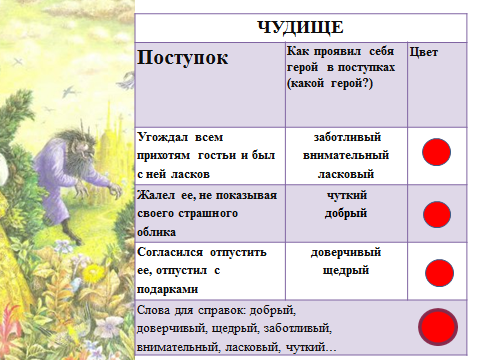 ЧУДИЩЕ
Поступок
Как проявил себя
герой в поступках
(какой герой?)
Цвет
Угождал всем
прихотям гостьи и был
с ней ласков
заботливый
внимательный
ласковый
Жалел ее, не показывая
своего страшного
облика
чуткий
добрый
Согласился отпустить
ее, отпустил с
подарками
доверчивый
щедрый
Слова для справок: добрый,
доверчивый, щедрый, заботливый,
внимательный, ласковый, чуткий...